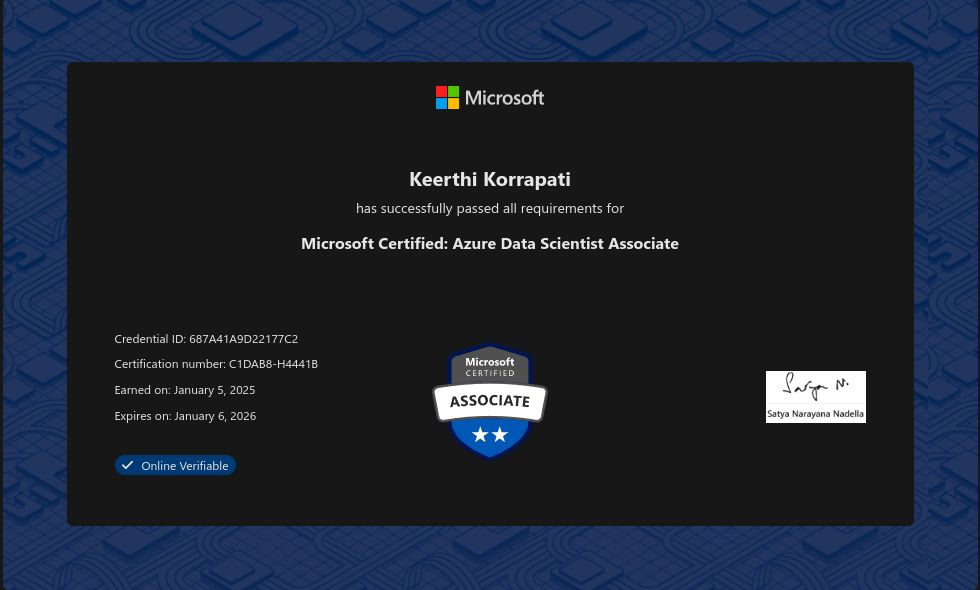 Microsoft
Keerthi Korrapati
has successfully passed all requirements for
Microsoft Certified: Azure Data Scientist Associate
Credential ID: 687A41A9D22177C2
Certification number: C1DAB8-H4441B
Earned on: January 5, 2025
Expires on: January 6, 2026
Online Verifiable
Microsoft
CERTIFIED
ASSOCIATE
Satya N.
Satya Narayana Nadella